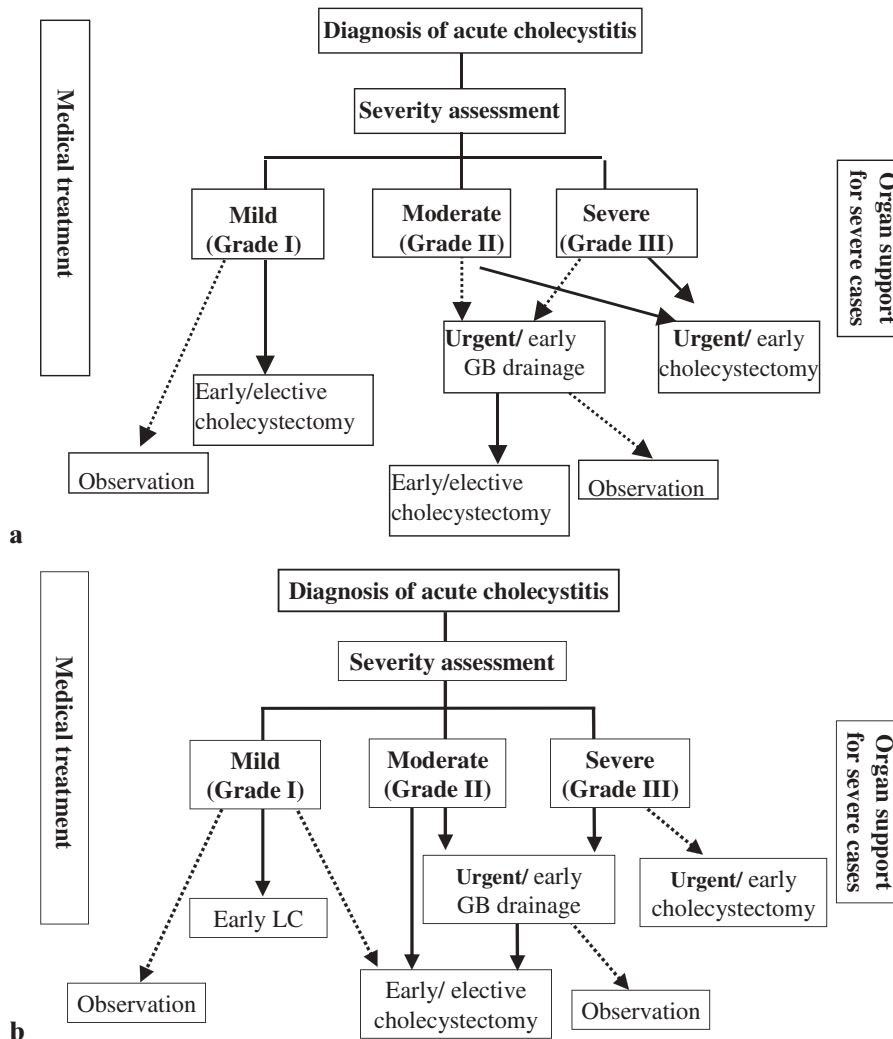 Diagnosis of acute cholecystitis
Medical treatment
Severity assessment
Organ support
for severe cases
Mild
(Grade I)
Moderate
(Grade II)
Severe
(Grade III)
Urgent/ early
GB drainage
Urgent/ early
cholecystectomy
Early/elective
cholecystectomy
Observation
Early/elective
cholecystectomy
Observation
a
Diagnosis of acute cholecystitis
Medical treatment
Severity assessment
Organ support
for severe cases
Mild
(Grade I)
Moderate
(Grade II)
Severe
(Grade III)
Urgent/ early
GB drainage
Urgent/ early
cholecystectomy
Early LC
Observation
Early/ elective
cholecystectomy
Observation
b